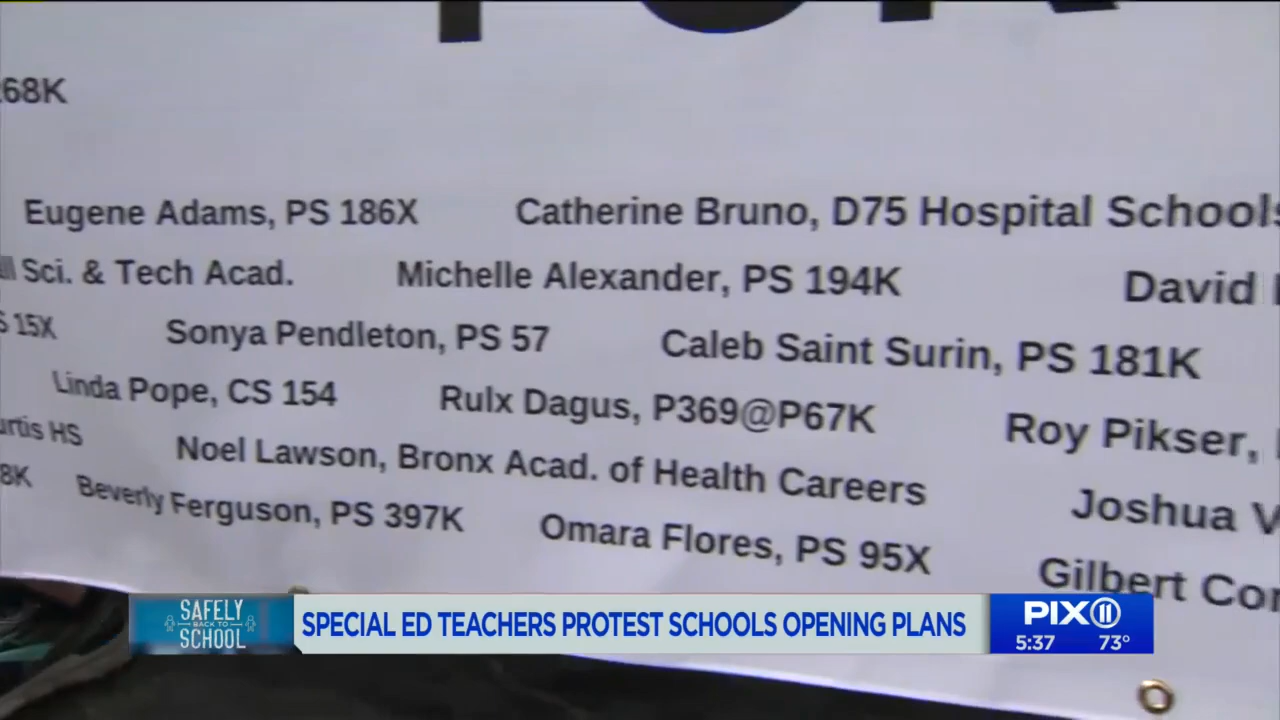 68K
Eugene Adams, PS 186X Catherine Bruno, D75 Hospital Schools
Sci. & Tech Acad. Michelle Alexander, PS 194K David
15X Sonya Pendleton, PS 57 Caleb Saint Surin, PS 181K
Linda Pope, CS 154 Rulx Dagus, P369@P67K Roy Pikser,
HS Noel Lawson, Bronx Acad. of Health Careers Joshua V
8K Beverly Ferguson, PS 397K Omara Flores, PS 95X Gilbert
SAFELY
BACK TO
SCHOOL
SPECIAL ED TEACHERS PROTEST SCHOOLS OPENING PLANS
PIX 11
5:37 73°